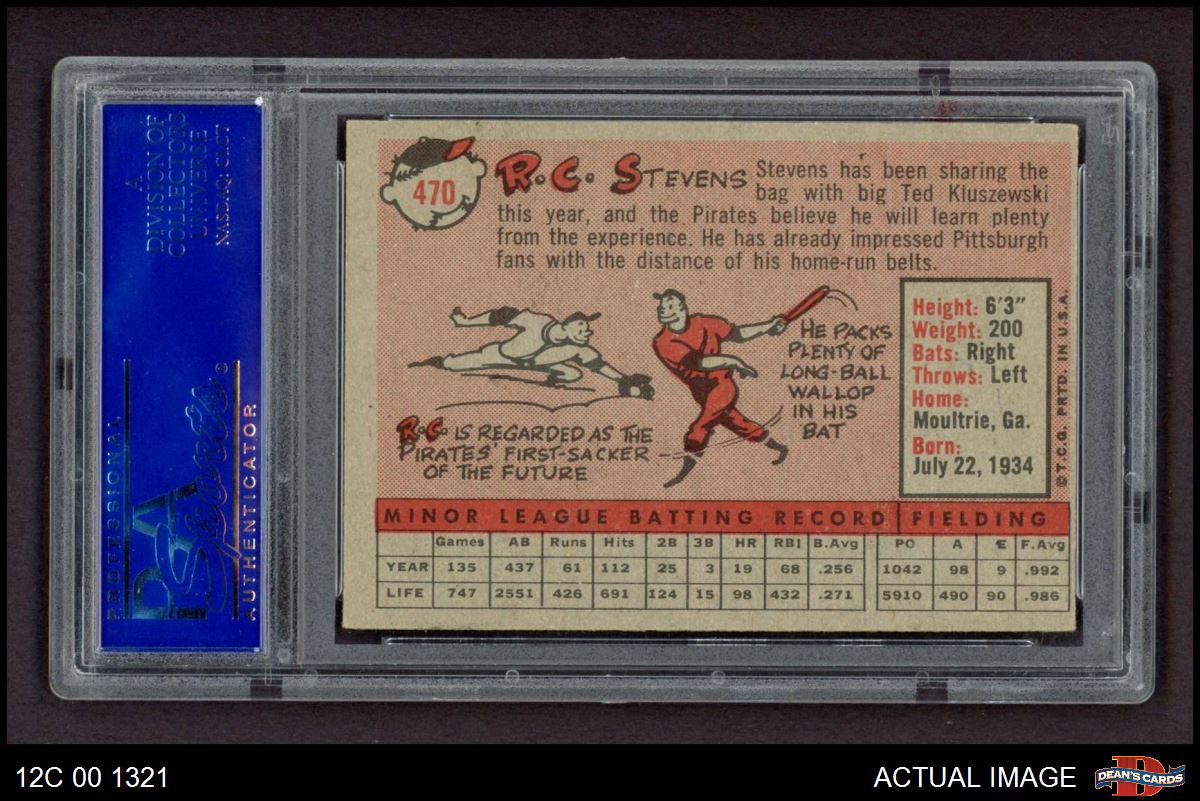 A
DIVISION OF
COLLECTORS
UNIVERSE
NASDAQ: CLCT
PROFESSIONAL
PSA
Sports
®
AUTHENTICATOR
470
R.C. STEVENS
Stevens has been sharing the
bag with big Ted Kluszewski
this year, and the Pirates believe he will learn plenty
from the experience. He has already impressed Pittsburgh
fans with the distance of his home-run belts.
R.C. IS REGARDED AS THE
PIRATES' FIRST-SACKER
OF THE FUTURE
HE PACKS
PLENTY OF
LONG-BALL
WALLOP
IN HIS
BAT
Height: 6'3"
Weight: 200
Bats: Right
Throws: Left
Home:
Moultrie, Ga.
Born:
July 22, 1934
©T.C.G. PRTD. IN U.S.A.
MINOR LEAGUE BATTING RECORD FIELDING
Games AB Runs Hits 2B 3B HR RBI B.Avg PO A E F.Avg
YEAR 135 437 61 112 25 3 19 68 .256 1042 98 9 .992
LIFE 747 2551 426 691 124 15 98 432 .271 5910 490 90 .986
12C 00 1321
ACTUAL IMAGE
D
DEAN'S CARDS